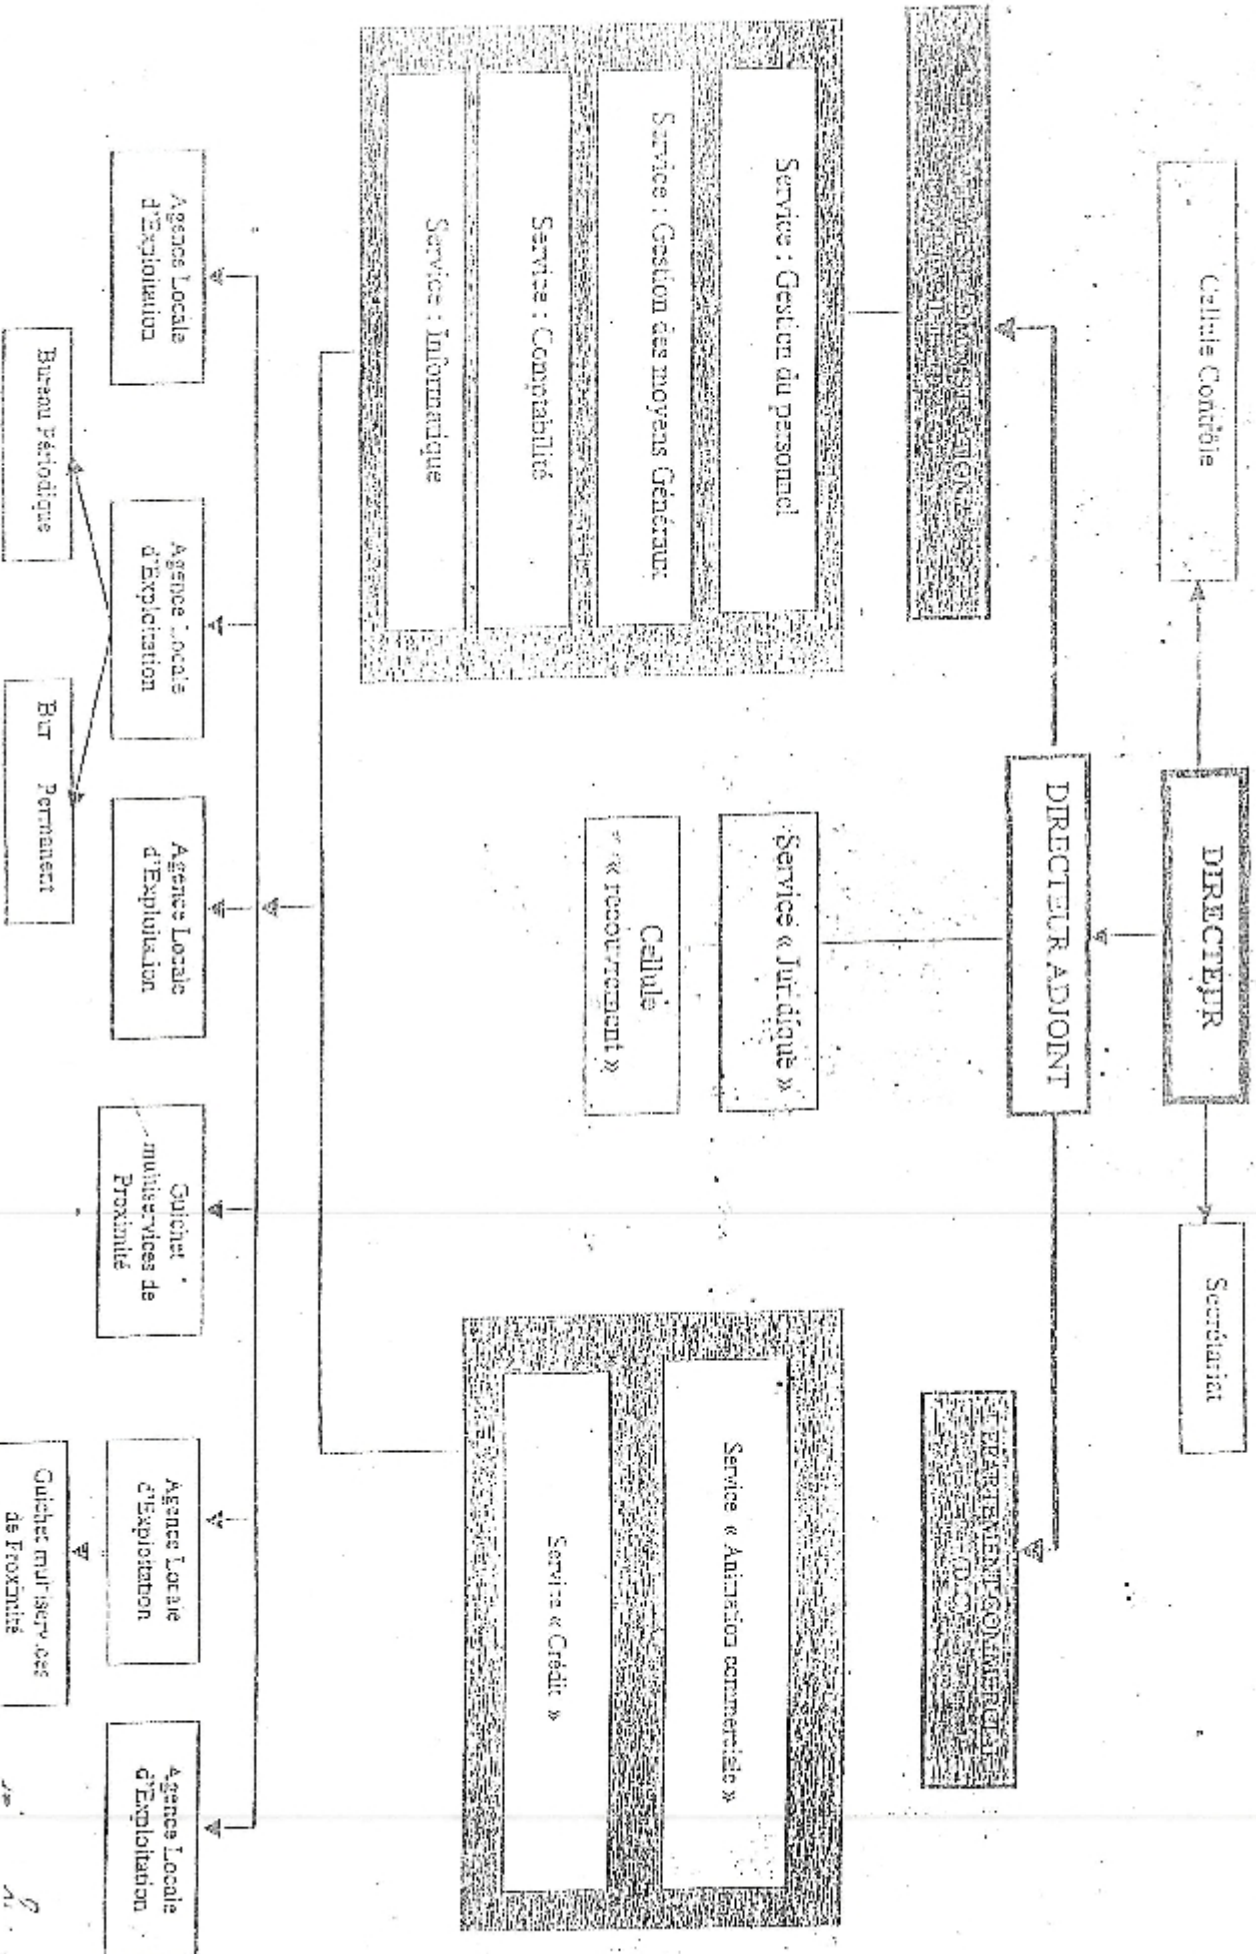 DIRECTEUR
Cellule Contrôle
Secrétariat
DIRECTEUR ADJOINT
DEPARTEMENT COMMERCIAL
Service : Gestion du personnel
Service : Gestion des moyens Généraux
Service : Comptabilité
Service : Informatique
Service « Juridique »
Cellule
« recouvrement »
Service « Animation commerciale »
Service « Crédit »
Agence Locale
d'Exploitation
Agence Locale
d'Exploitation
Agence Locale
d'Exploitation
Guichet
multiservices de
Proximité
Agence Locale
d'Exploitation
Agence Locale
d'Exploitation
Bureau Périodique
Bur Permanent
Guichet multiservices
de Proximité